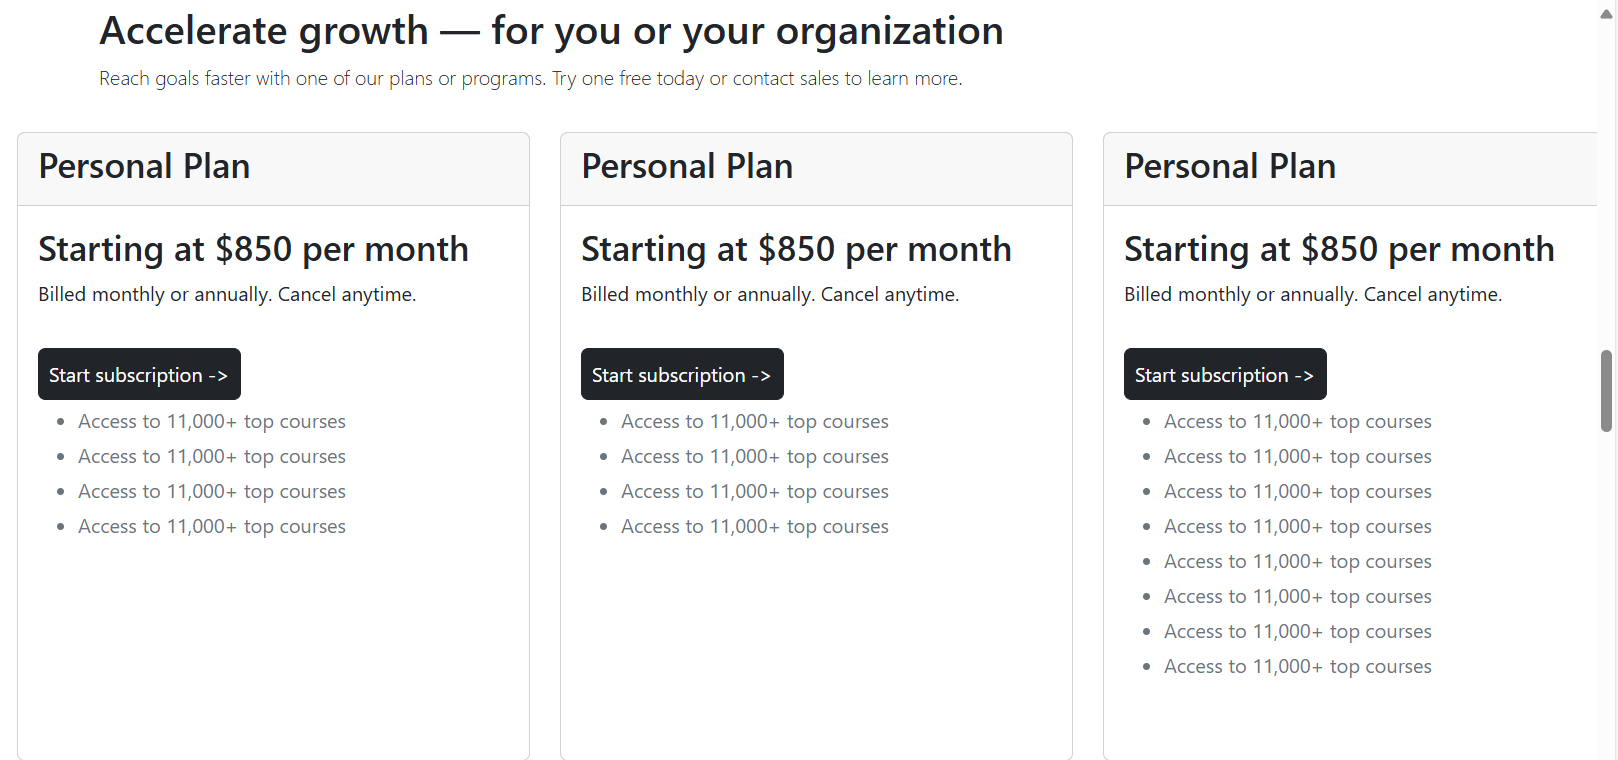 Accelerate growth — for you or your organization
Reach goals faster with one of our plans or programs. Try one free today or contact sales to learn more.
Personal Plan
Starting at $850 per month
Billed monthly or annually. Cancel anytime.
Start subscription ->
Access to 11,000+ top courses
Access to 11,000+ top courses
Access to 11,000+ top courses
Access to 11,000+ top courses
Personal Plan
Starting at $850 per month
Billed monthly or annually. Cancel anytime.
Start subscription ->
Access to 11,000+ top courses
Access to 11,000+ top courses
Access to 11,000+ top courses
Access to 11,000+ top courses
Personal Plan
Starting at $850 per month
Billed monthly or annually. Cancel anytime.
Start subscription ->
Access to 11,000+ top courses
Access to 11,000+ top courses
Access to 11,000+ top courses
Access to 11,000+ top courses
Access to 11,000+ top courses
Access to 11,000+ top courses
Access to 11,000+ top courses
Access to 11,000+ top courses